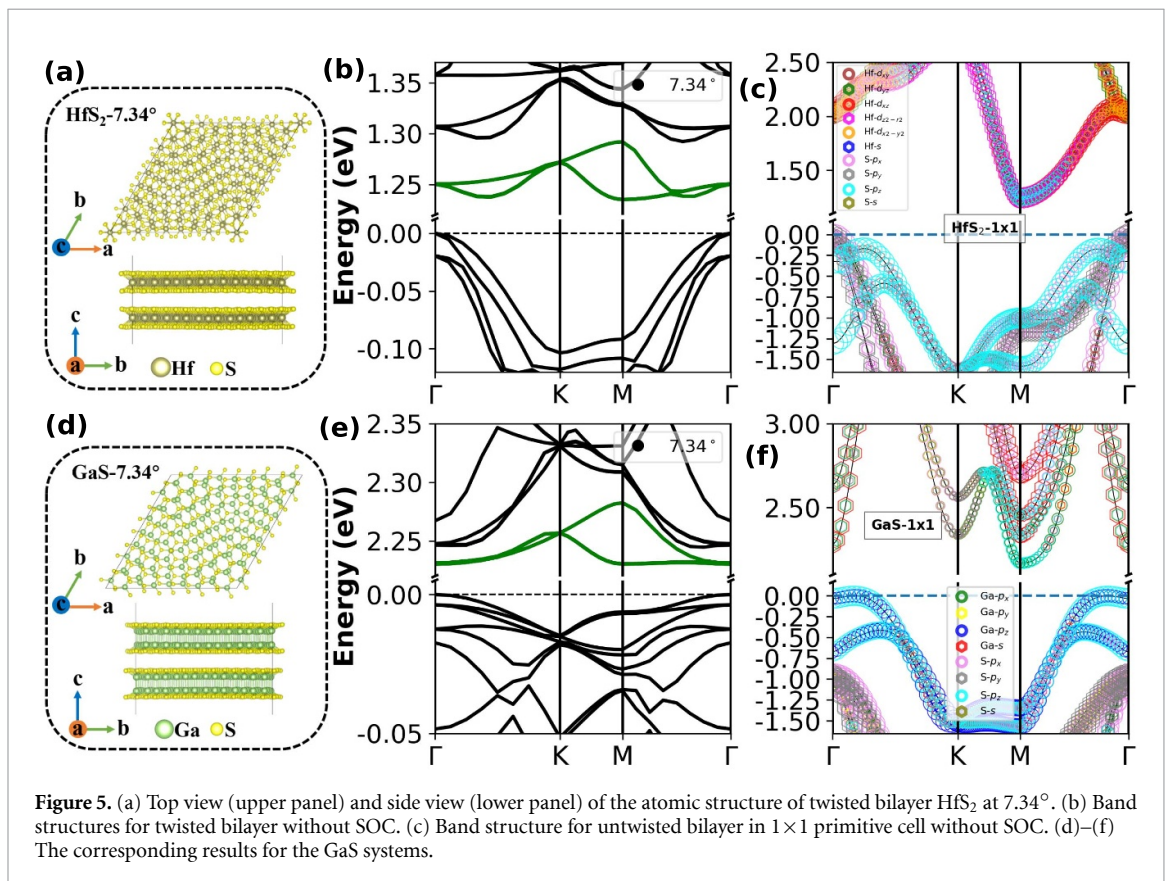 (a)
HfS₂-7.34°
b
c
a
c
a
b
Hf
S
(b)
7.34°
Energy (eV)
1.35
1.30
1.25
0.00
-0.05
-0.10
Γ K M Γ
(c)
Hf-dxy
Hf-dyz
Hf-dxz
Hf-dz2−r2
Hf-dx2−y2
Hf-s
S-px
S-py
S-pz
S-s
HfS₂-1x1
2.50
2.00
1.50
0.00
-0.25
-0.50
-0.75
-1.00
-1.25
-1.50
Γ K M Γ
(d)
GaS-7.34°
b
c
a
c
a
b
Ga
S
(e)
7.34°
Energy (eV)
2.35
2.30
2.25
0.00
-0.05
Γ K M Γ
(f)
GaS-1x1
3.00
2.50
0.00
-0.25
-0.50
-0.75
-1.00
-1.25
-1.50
Ga-px
Ga-py
Ga-pz
Ga-s
S-px
S-py
S-pz
S-s
Γ K M Γ
Figure 5. (a) Top view (upper panel) and side view (lower panel) of the atomic structure of twisted bilayer HfS₂ at 7.34°. (b) Band
structures for twisted bilayer without SOC. (c) Band structure for untwisted bilayer in 1×1 primitive cell without SOC. (d)–(f)
The corresponding results for the GaS systems.